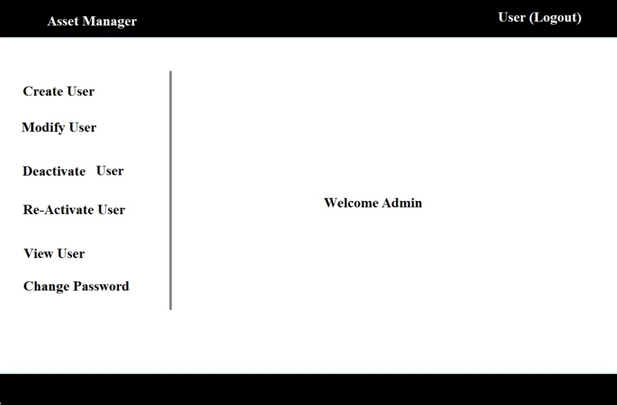 Asset Manager
User (Logout)
Create User
Modify User
Deactivate User
Re-Activate User
View User
Change Password
Welcome Admin